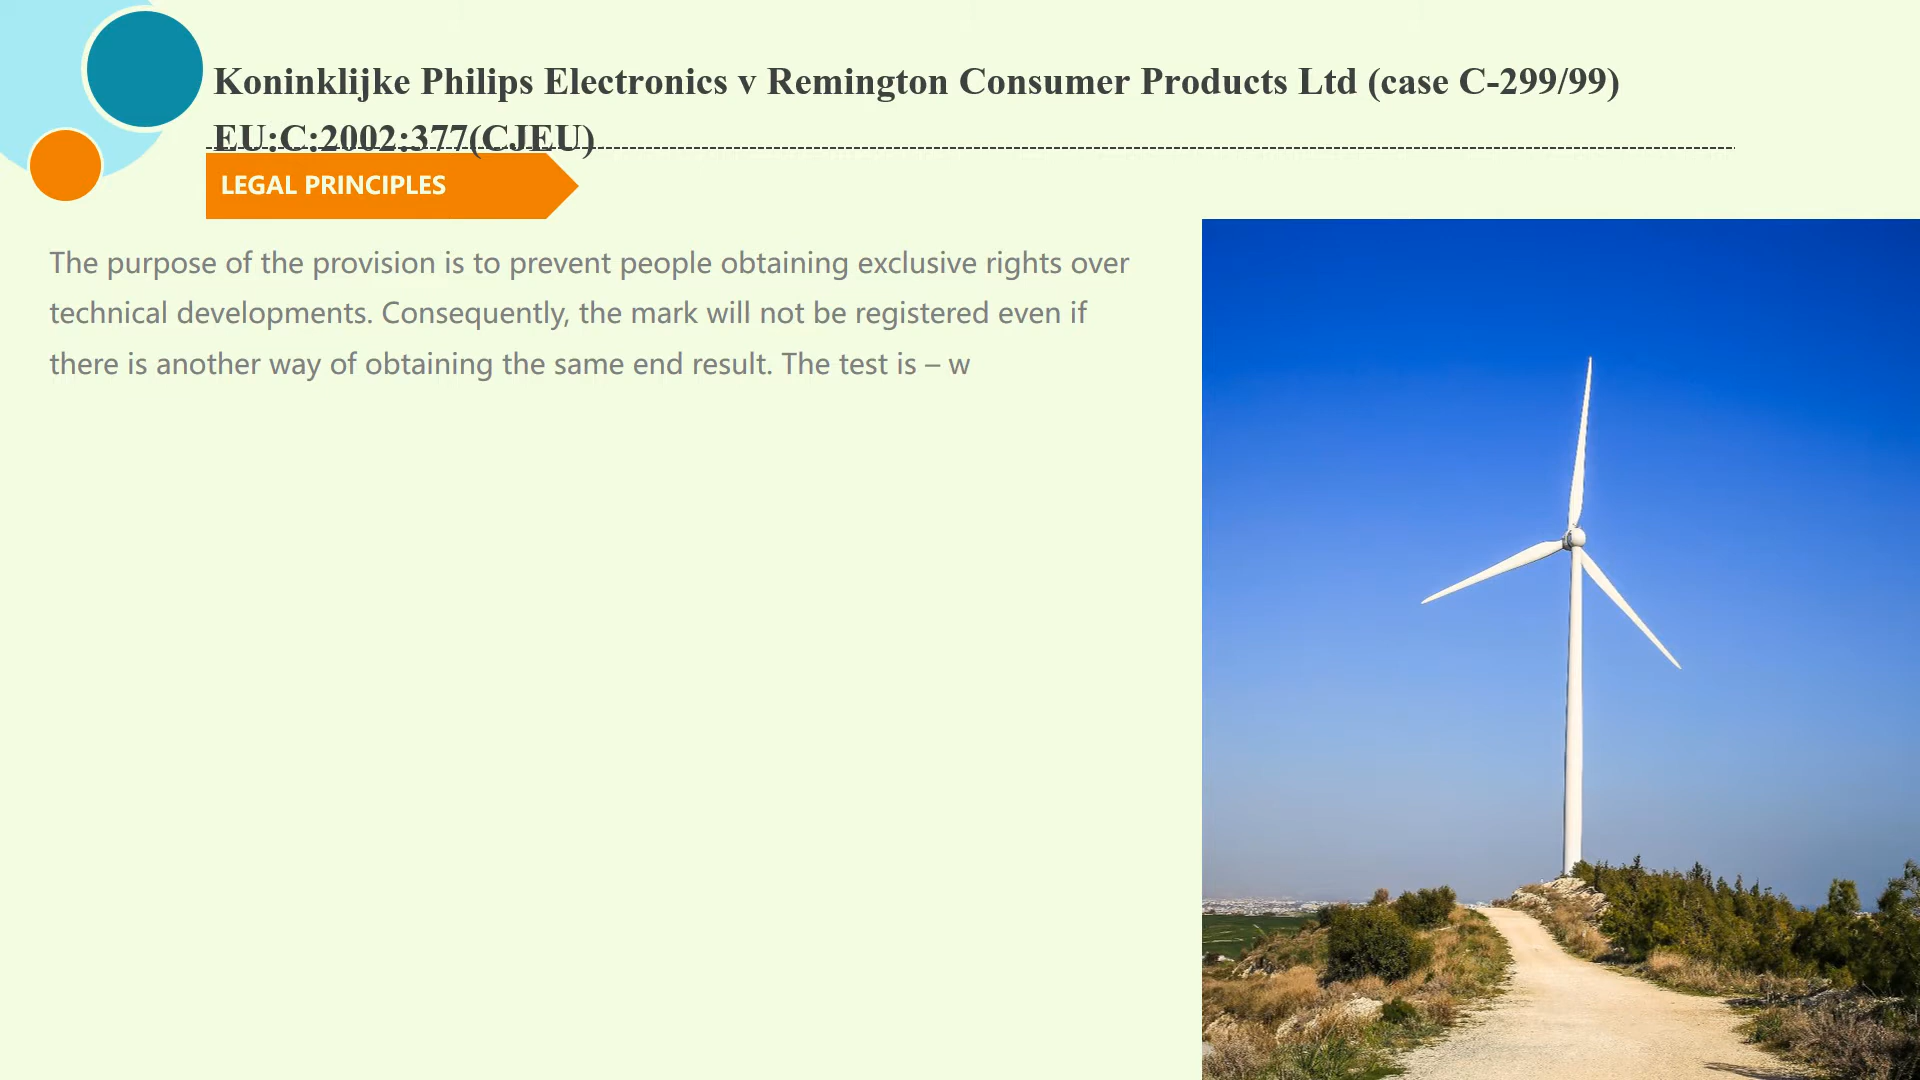 Koninklijke Philips Electronics v Remington Consumer Products Ltd (case C-299/99)
EU:C:2002:377(CJEU)
LEGAL PRINCIPLES
The purpose of the provision is to prevent people obtaining exclusive rights over
technical developments. Consequently, the mark will not be registered even if
there is another way of obtaining the same end result. The test is – w